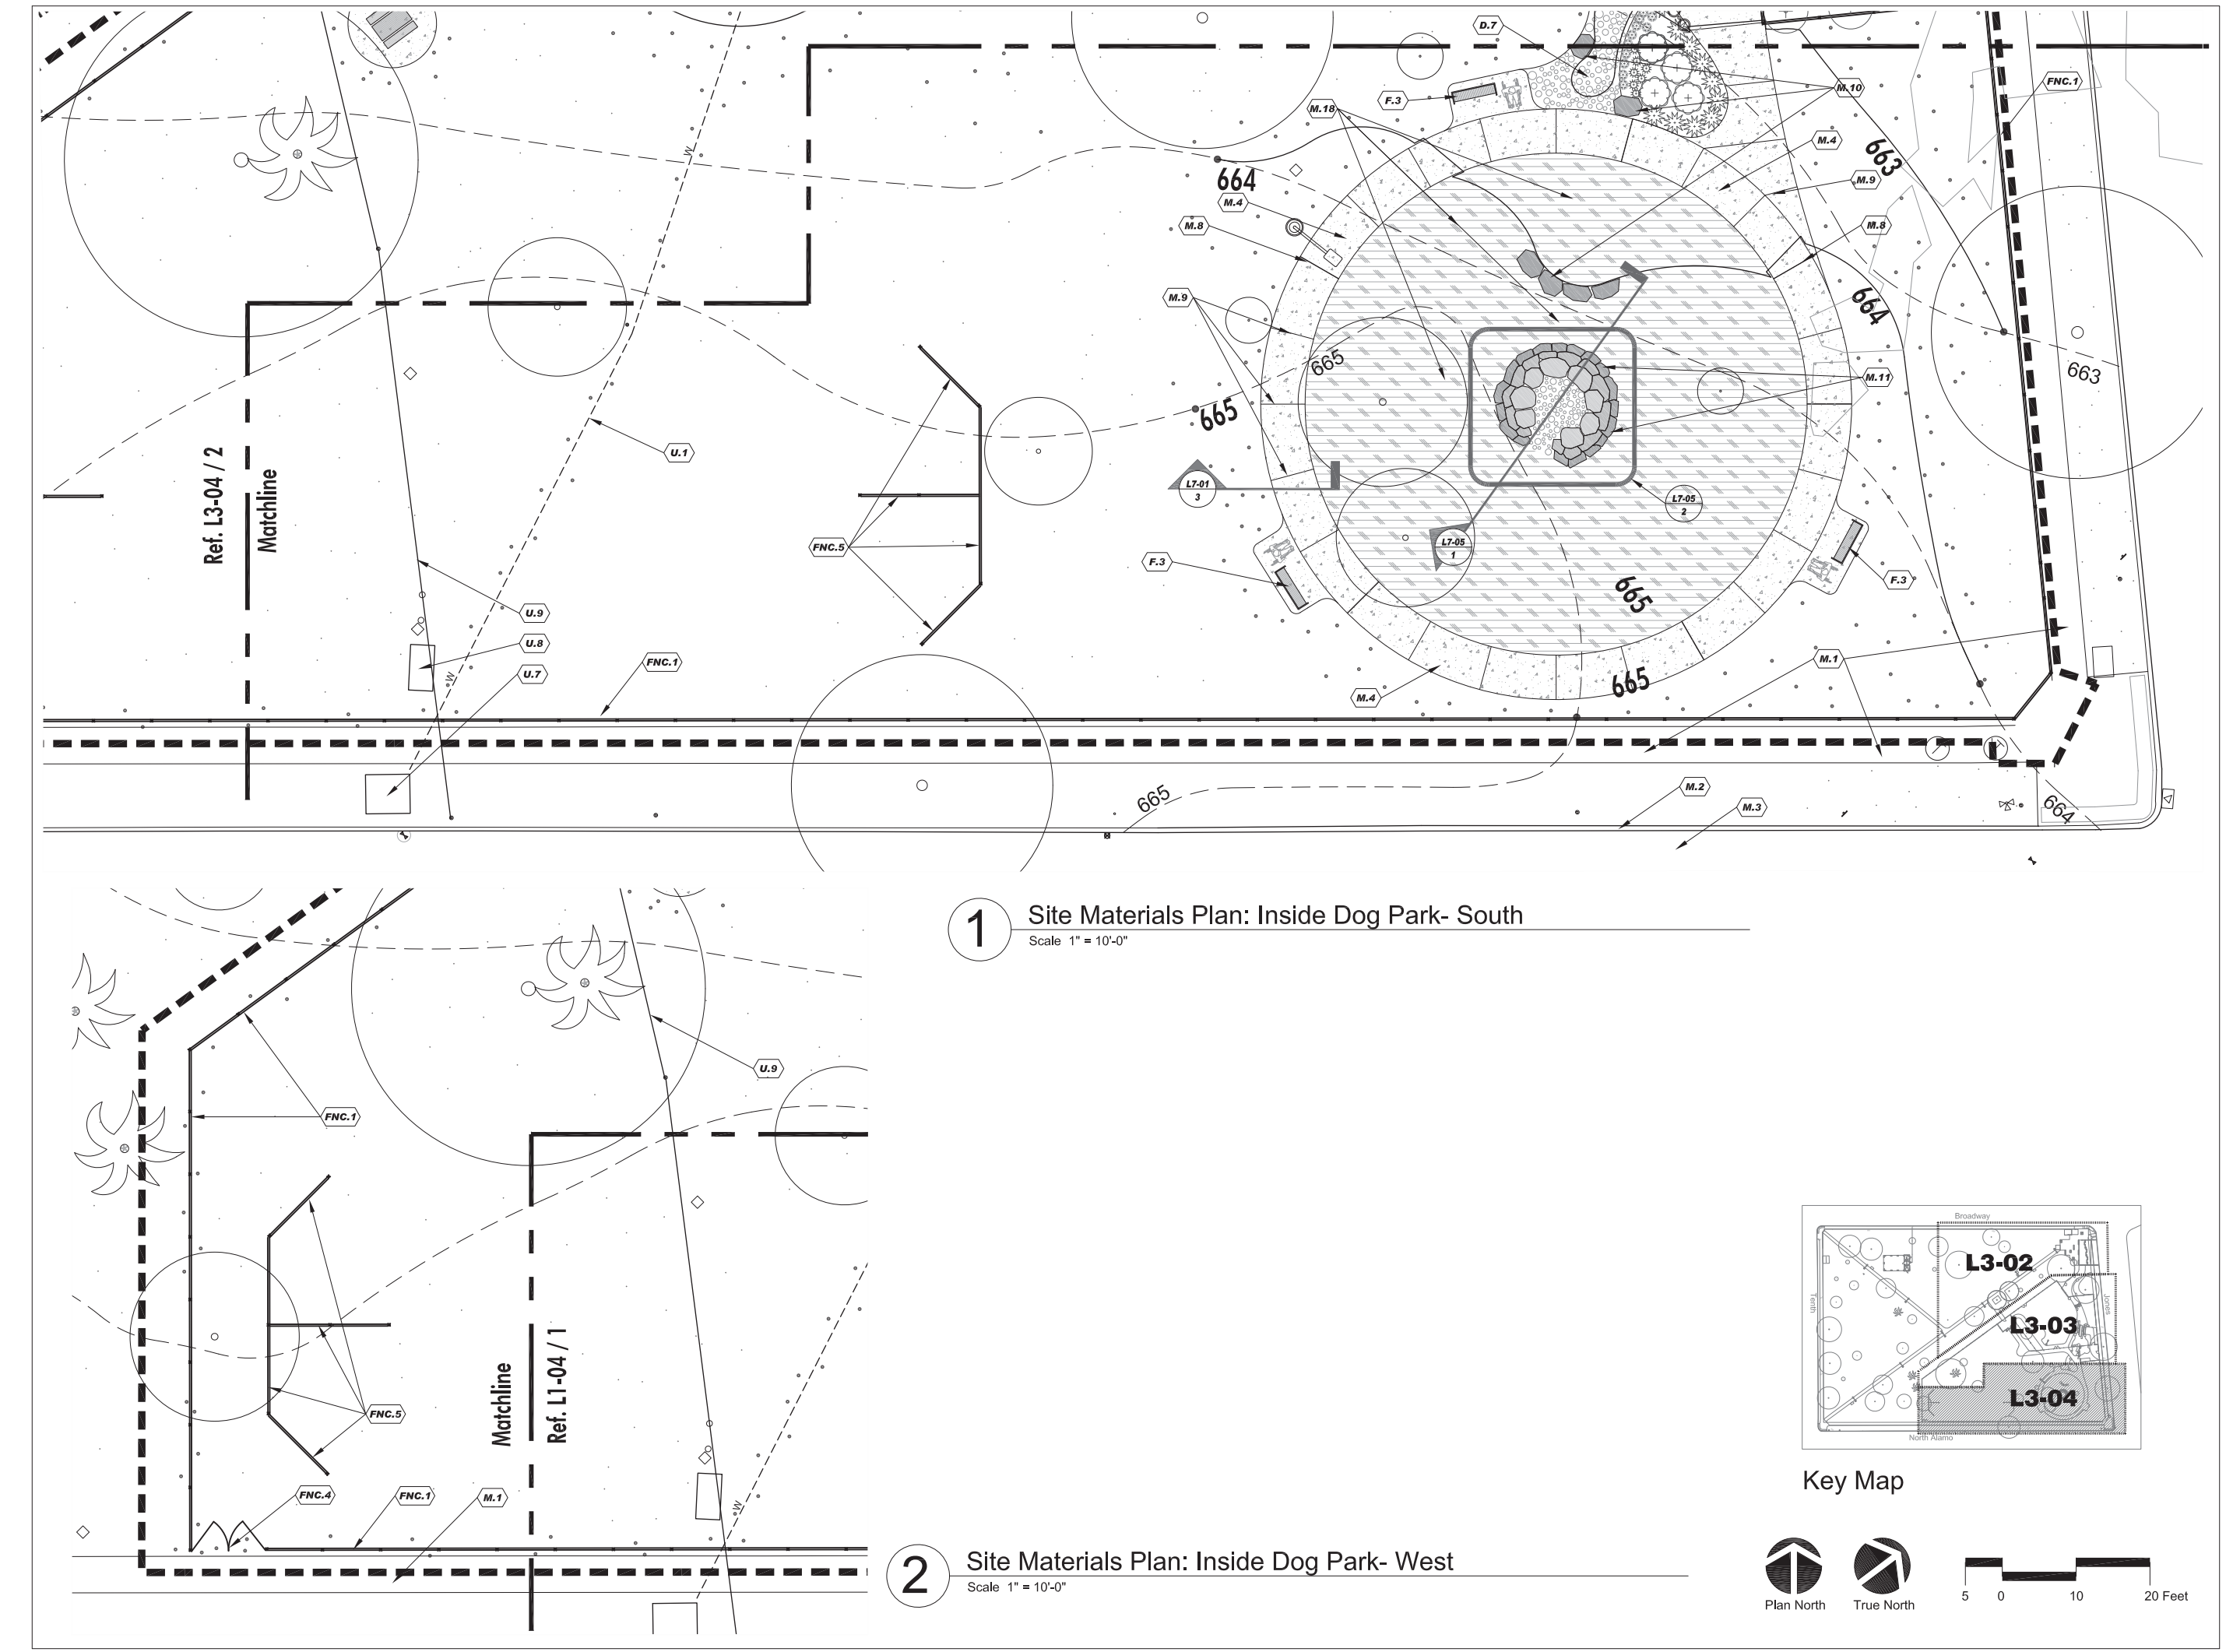 D.7
FNC.1
F.3
M.18
M.10
M.4
663
M.9
664
M.4
M.8
M.8
W
M.9
664
665
663
665
M.11
U.1
Ref. L3-04 / 2
Matchline
L7-01
3
L7-05
2
L7-05
1
FNC.5
F.3
F.3
665
U.9
U.8
U.7
FNC.1
W
M.1
665
M.4
M.2
M.3
665
664
1
Site Materials Plan: Inside Dog Park- South
Scale 1" = 10'-0"
U.9
FNC.1
FNC.5
Matchline
Ref. L1-04 / 1
FNC.4
FNC.1
M.1
W
2
Site Materials Plan: Inside Dog Park- West
Scale 1" = 10'-0"
Broadway
L3-02
Tenth
Jones
L3-03
L3-04
North Alamo
Key Map
Plan North
True North
5 0 10 20 Feet